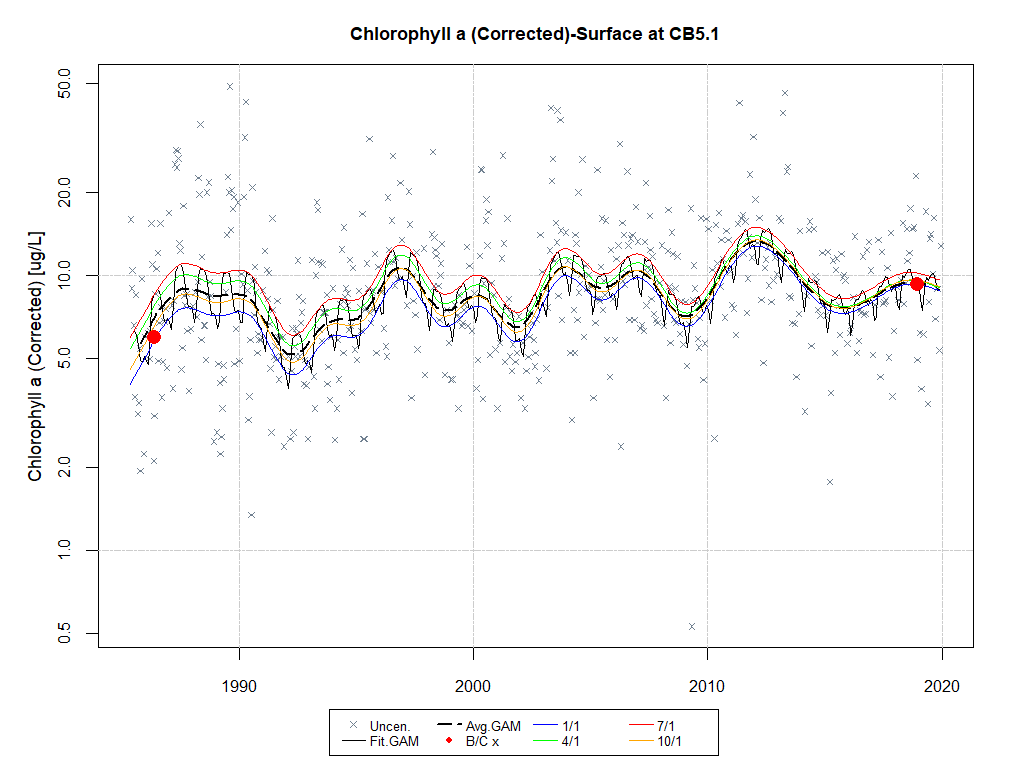 Chlorophyll a (Corrected)-Surface at CB5.1
Chlorophyll a (Corrected) [ug/L]
50.0
20.0
10.0
5.0
2.0
1.0
0.5
1990 2000 2010 2020
Uncen. Avg.GAM 1/1 7/1
Fit.GAM B/C x 4/1 10/1